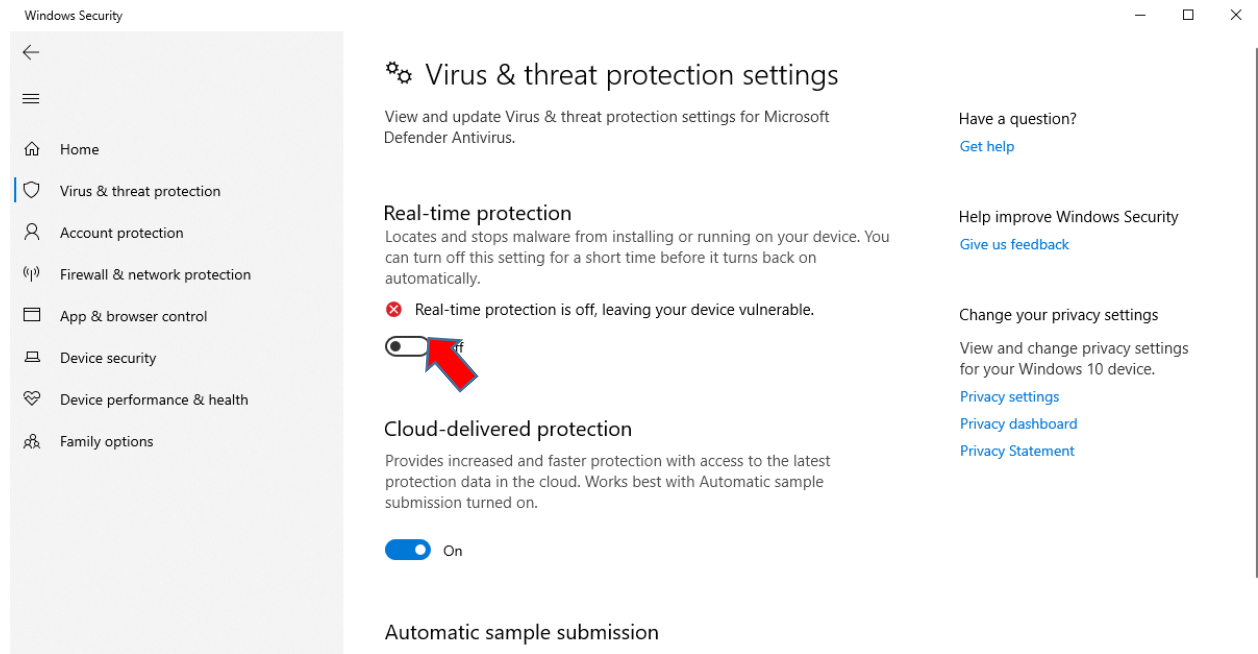 Windows Security
Home
Virus & threat protection
Account protection
Firewall & network protection
App & browser control
Device security
Device performance & health
Family options
Virus & threat protection settings
View and update Virus & threat protection settings for Microsoft
Defender Antivirus.
Real-time protection
Locates and stops malware from installing or running on your device. You
can turn off this setting for a short time before it turns back on
automatically.
Real-time protection is off, leaving your device vulnerable.
Cloud-delivered protection
Provides increased and faster protection with access to the latest
protection data in the cloud. Works best with Automatic sample
submission turned on.
On
Automatic sample submission
Have a question?
Get help
Help improve Windows Security
Give us feedback
Change your privacy settings
View and change privacy settings
for your Windows 10 device.
Privacy settings
Privacy dashboard
Privacy Statement